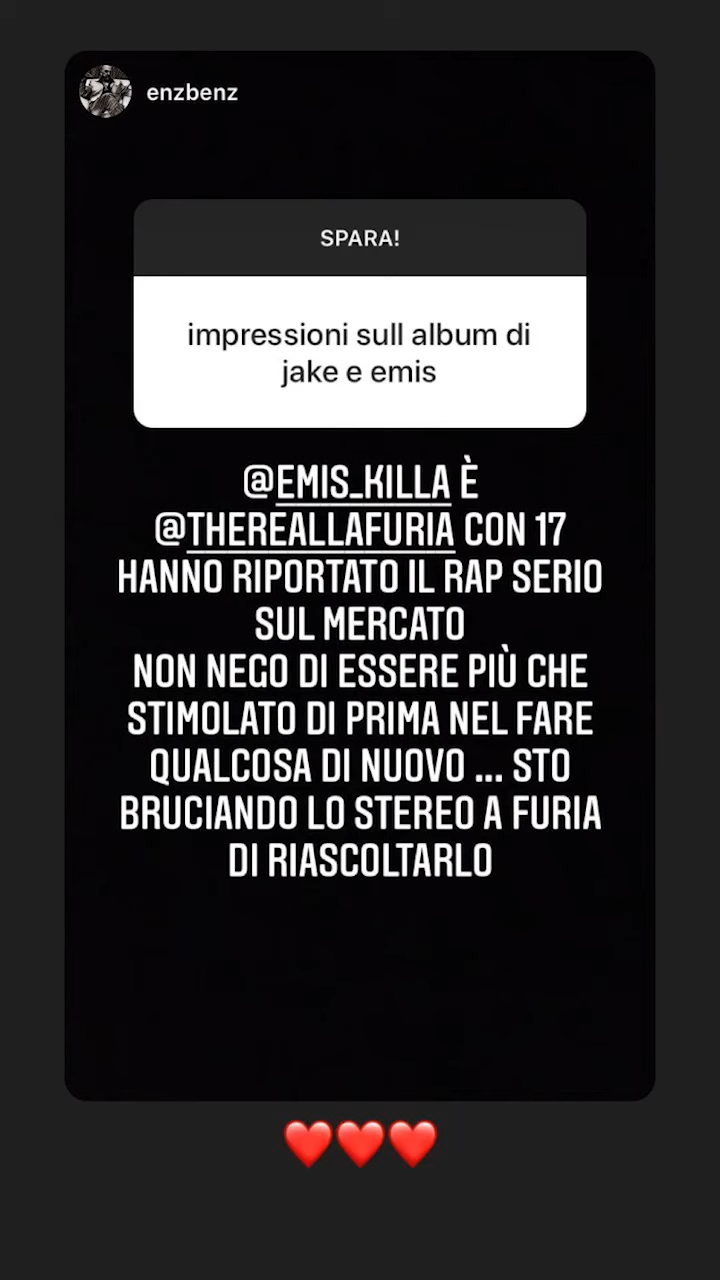 enzbenz
SPARA!
impressioni sull album di
jake e emis
@EMIS_KILLA È
@THEREALLAFURIA CON 17
HANNO RIPORTATO IL RAP SERIO
SUL MERCATO
NON NEGO DI ESSERE PIÙ CHE
STIMOLATO DI PRIMA NEL FARE
QUALCOSA DI NUOVO ... STO
BRUCIANDO LO STEREO A FURIA
DI RIASCOLTARLO
❤️❤️❤️